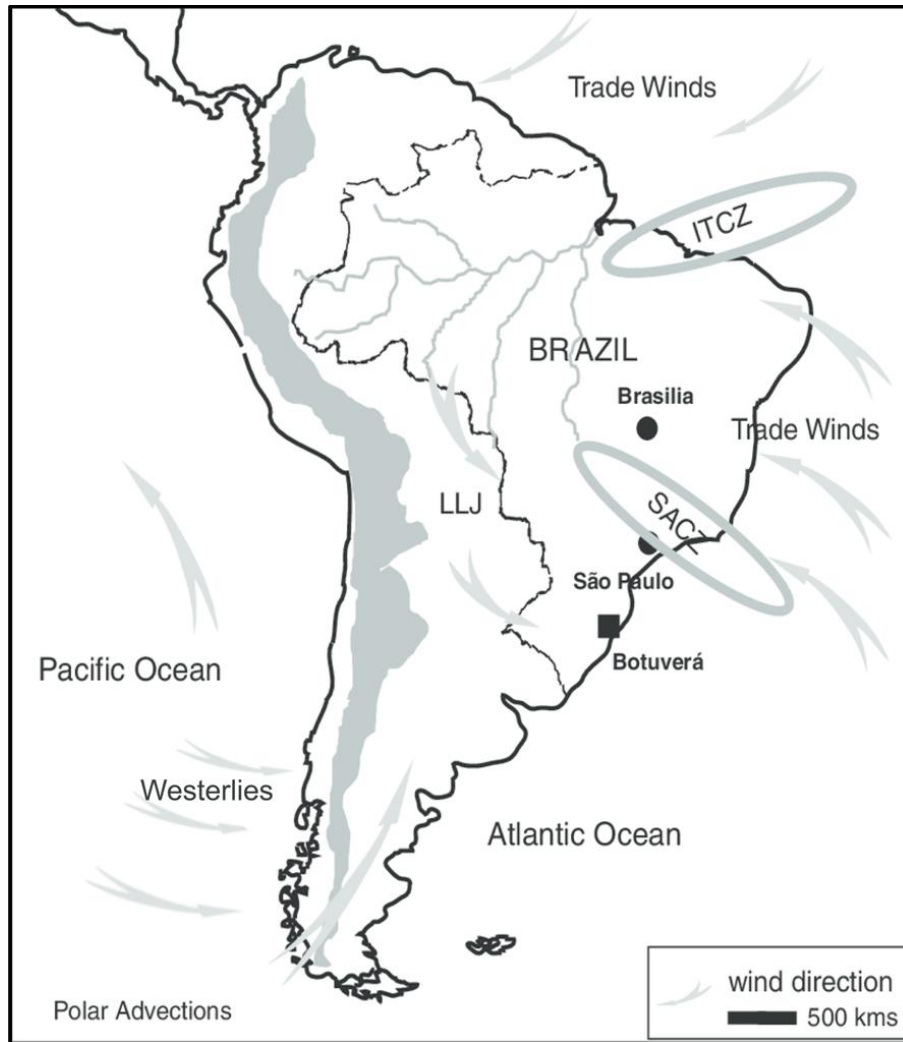 Trade Winds
ITCZ
BRAZIL
Brasilia
Trade Winds
LLJ
SACZ
São Paulo
Botuverá
Pacific Ocean
Westerlies
Atlantic Ocean
Polar Advections
wind direction
500 kms